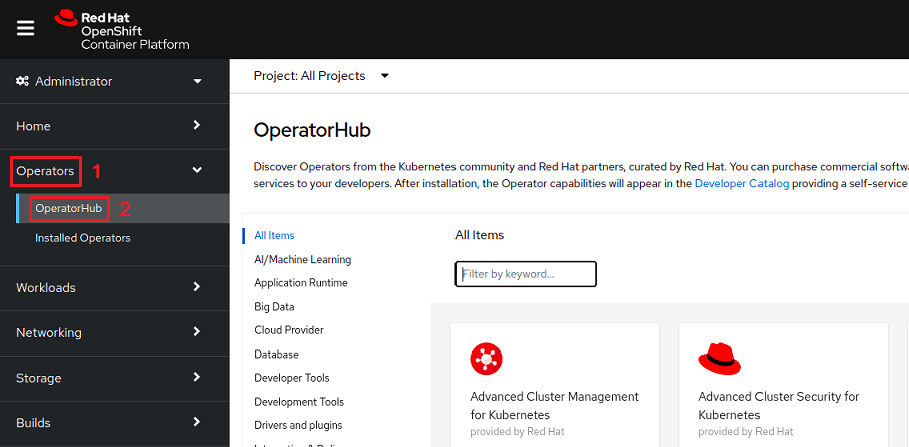 Red Hat
OpenShift
Container Platform
Administrator
Home
Operators 1
OperatorHub 2
Installed Operators
Workloads
Networking
Storage
Builds
Project: All Projects
OperatorHub
Discover Operators from the Kubernetes community and Red Hat partners, curated by Red Hat. You can purchase commercial softw
services to your developers. After installation, the Operator capabilities will appear in the Developer Catalog providing a self-service
All Items
AI/Machine Learning
Application Runtime
Big Data
Cloud Provider
Database
Developer Tools
Development Tools
Drivers and plugins
All Items
Filter by keyword...
Advanced Cluster Management
for Kubernetes
provided by Red Hat
Advanced Cluster Security for
Kubernetes
provided by Red Hat